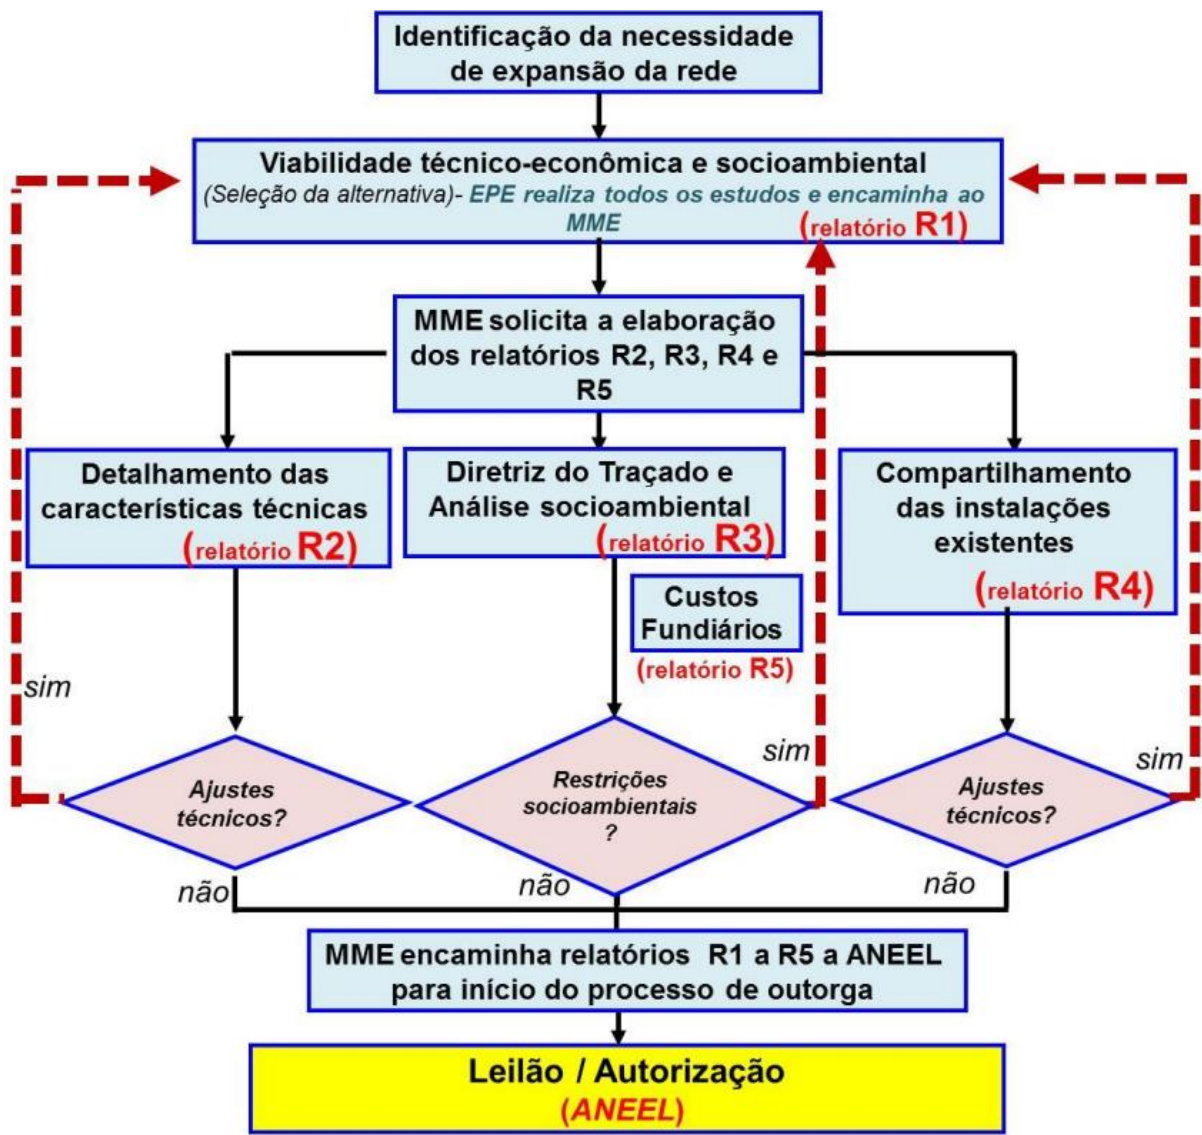 Identificação da necessidade
de expansão da rede
Viabilidade técnico-econômica e socioambiental
(Seleção da alternativa)- EPE realiza todos os estudos e encaminha ao
MME
(relatório R1)
MME solicita a elaboração
dos relatórios R2, R3, R4 e
R5
Detalhamento das
características técnicas
(relatório R2)
Diretriz do Traçado e
Análise socioambiental
(relatório R3)
Compartilhamento
das instalações
existentes
(relatório R4)
Custos
Fundiários
(relatório R5)
sim
sim
sim
Ajustes
técnicos?
Restrições
socioambientais
?
Ajustes
técnicos?
não
não
não
MME encaminha relatórios R1 a R5 a ANEEL
para início do processo de outorga
Leilão / Autorização
(ANEEL)